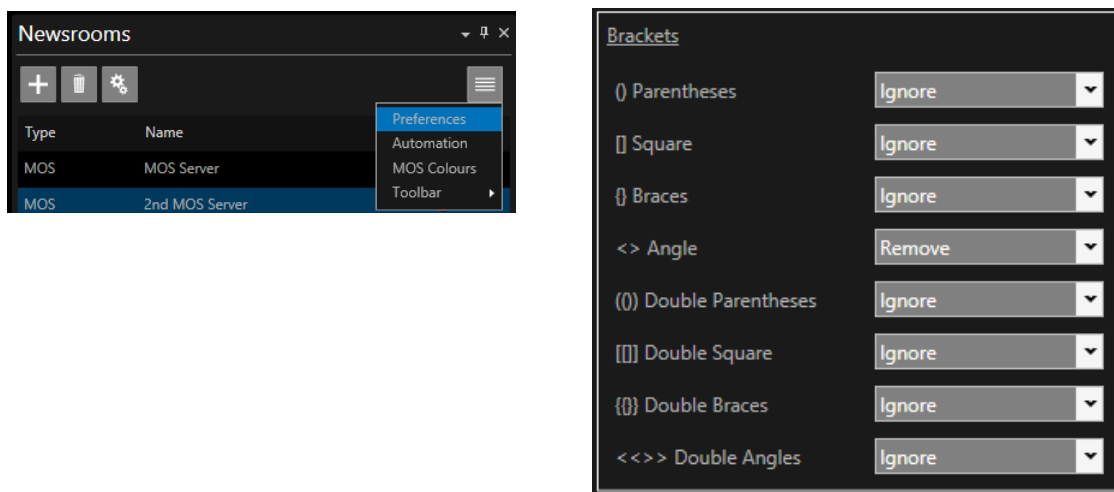 Newsrooms
Preferences
Automation
MOS Colours
Toolbar
Type Name
MOS MOS Server
MOS 2nd MOS Server
Brackets
() Parentheses Ignore
[] Square Ignore
{} Braces Ignore
<> Angle Remove
(()) Double Parentheses Ignore
[[]] Double Square Ignore
{{}} Double Braces Ignore
<<>> Double Angles Ignore